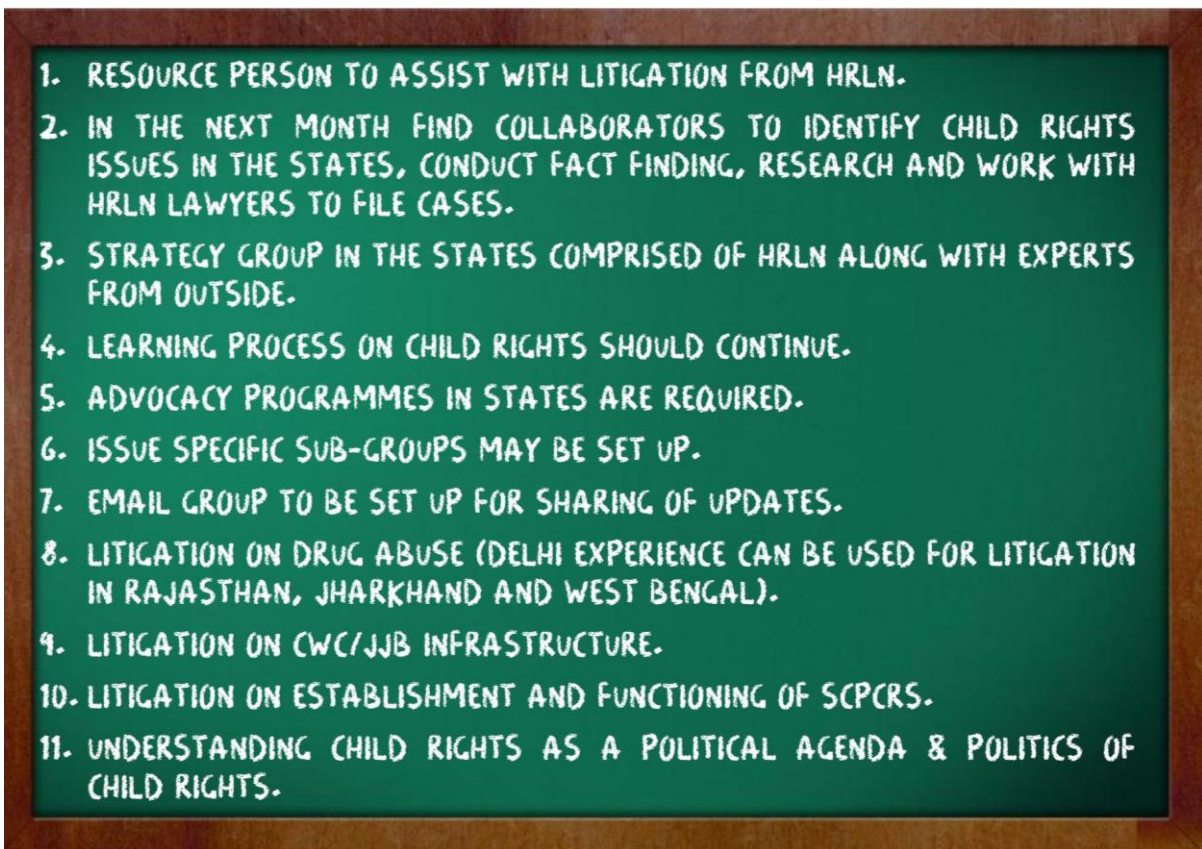 1. RESOURCE PERSON TO ASSIST WITH LITIGATION FROM HRLN.
2. IN THE NEXT MONTH FIND COLLABORATORS TO IDENTIFY CHILD RIGHTS
ISSUES IN THE STATES, CONDUCT FACT FINDING, RESEARCH AND WORK WITH
HRLN LAWYERS TO FILE CASES.
3. STRATEGY GROUP IN THE STATES COMPRISED OF HRLN ALONG WITH EXPERTS
FROM OUTSIDE.
4. LEARNING PROCESS ON CHILD RIGHTS SHOULD CONTINUE.
5. ADVOCACY PROGRAMMES IN STATES ARE REQUIRED.
6. ISSUE SPECIFIC SUB-GROUPS MAY BE SET UP.
7. EMAIL GROUP TO BE SET UP FOR SHARING OF UPDATES.
8. LITIGATION ON DRUG ABUSE (DELHI EXPERIENCE CAN BE USED FOR LITIGATION
IN RAJASTHAN, JHARKHAND AND WEST BENGAL).
9. LITIGATION ON CWC/JJB INFRASTRUCTURE.
10. LITIGATION ON ESTABLISHMENT AND FUNCTIONING OF SCPCRS.
11. UNDERSTANDING CHILD RIGHTS AS A POLITICAL AGENDA & POLITICS OF
CHILD RIGHTS.